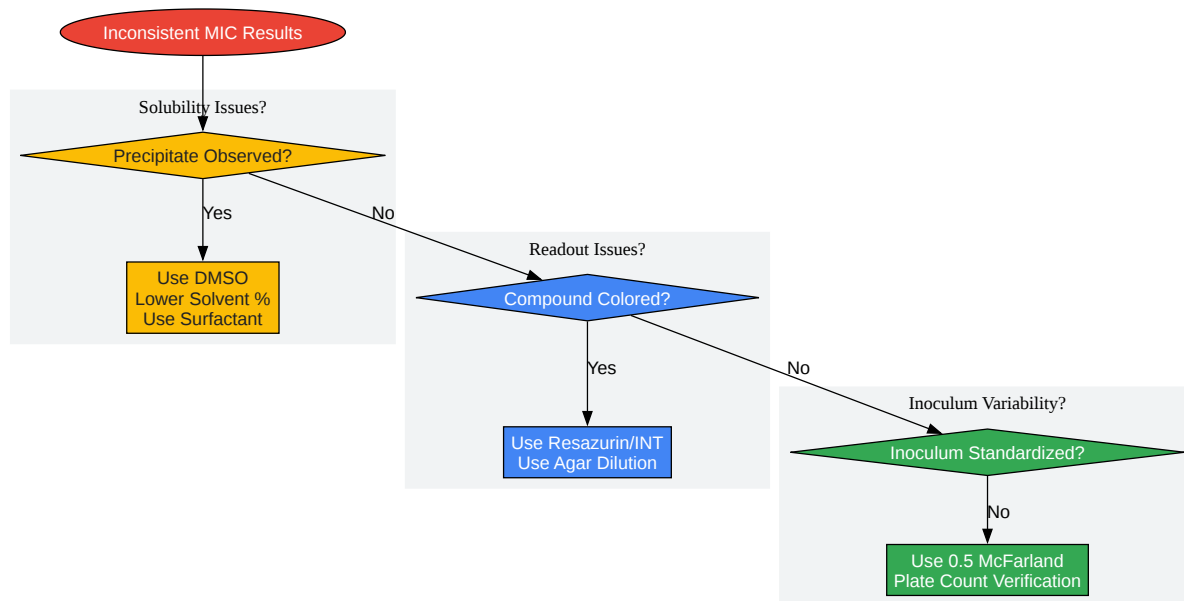 Inconsistent MIC Results
Solubility Issues?
Precipitate Observed?
Yes
No
Use DMSO
Lower Solvent %
Use Surfactant
Readout Issues?
Compound Colored?
Yes
No
Use Resazurin/INT
Use Agar Dilution
Inoculum Variability?
Inoculum Standardized?
No
Use 0.5 McFarland
Plate Count Verification